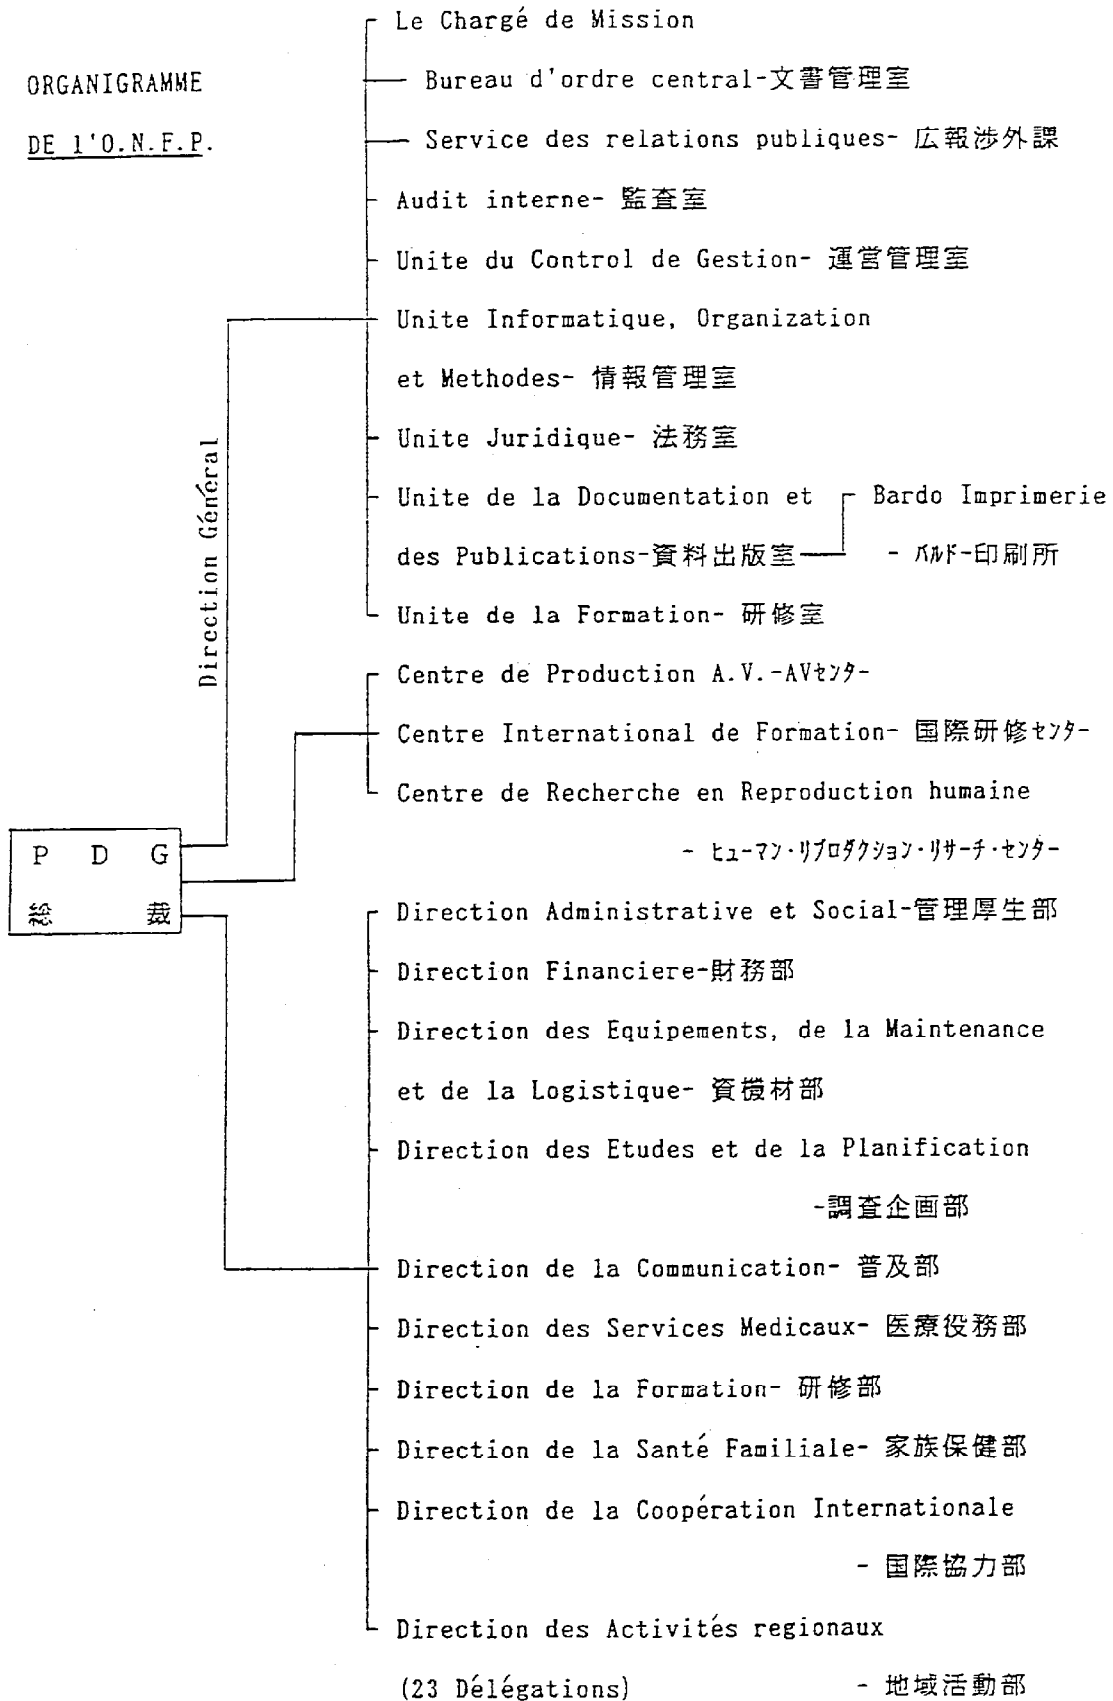 Le Chargé de Mission
ORGANIGRAMME
DE l'O.N.F.P.
Bureau d'ordre central-文書管理室
Service des relations publiques- 広報渉外課
Audit interne- 監査室
Unite du Control de Gestion- 運営管理室
Unite Informatique, Organization
et Methodes- 情報管理室
Unite Juridique- 法務室
Unite de la Documentation et
des Publications-資料出版室
Bardo Imprimerie
- バルドー印刷所
Unite de la Formation- 研修室
Direction Général
Centre de Production A.V.-AVセンター
Centre International de Formation- 国際研修センター
Centre de Recherche en Reproduction humaine
- ヒューマン・リプロダクション・リサーチ・センター
P D G
総 裁
Direction Administrative et Social-管理厚生部
Direction Financiere-財務部
Direction des Equipements, de la Maintenance
et de la Logistique- 資機材部
Direction des Etudes et de la Planification
-調査企画部
Direction de la Communication- 普及部
Direction des Services Medicaux- 医療役務部
Direction de la Formation- 研修部
Direction de la Santé Familiale- 家族保健部
Direction de la Coopération Internationale
- 国際協力部
Direction des Activités regionaux
(23 Délégations) - 地域活動部